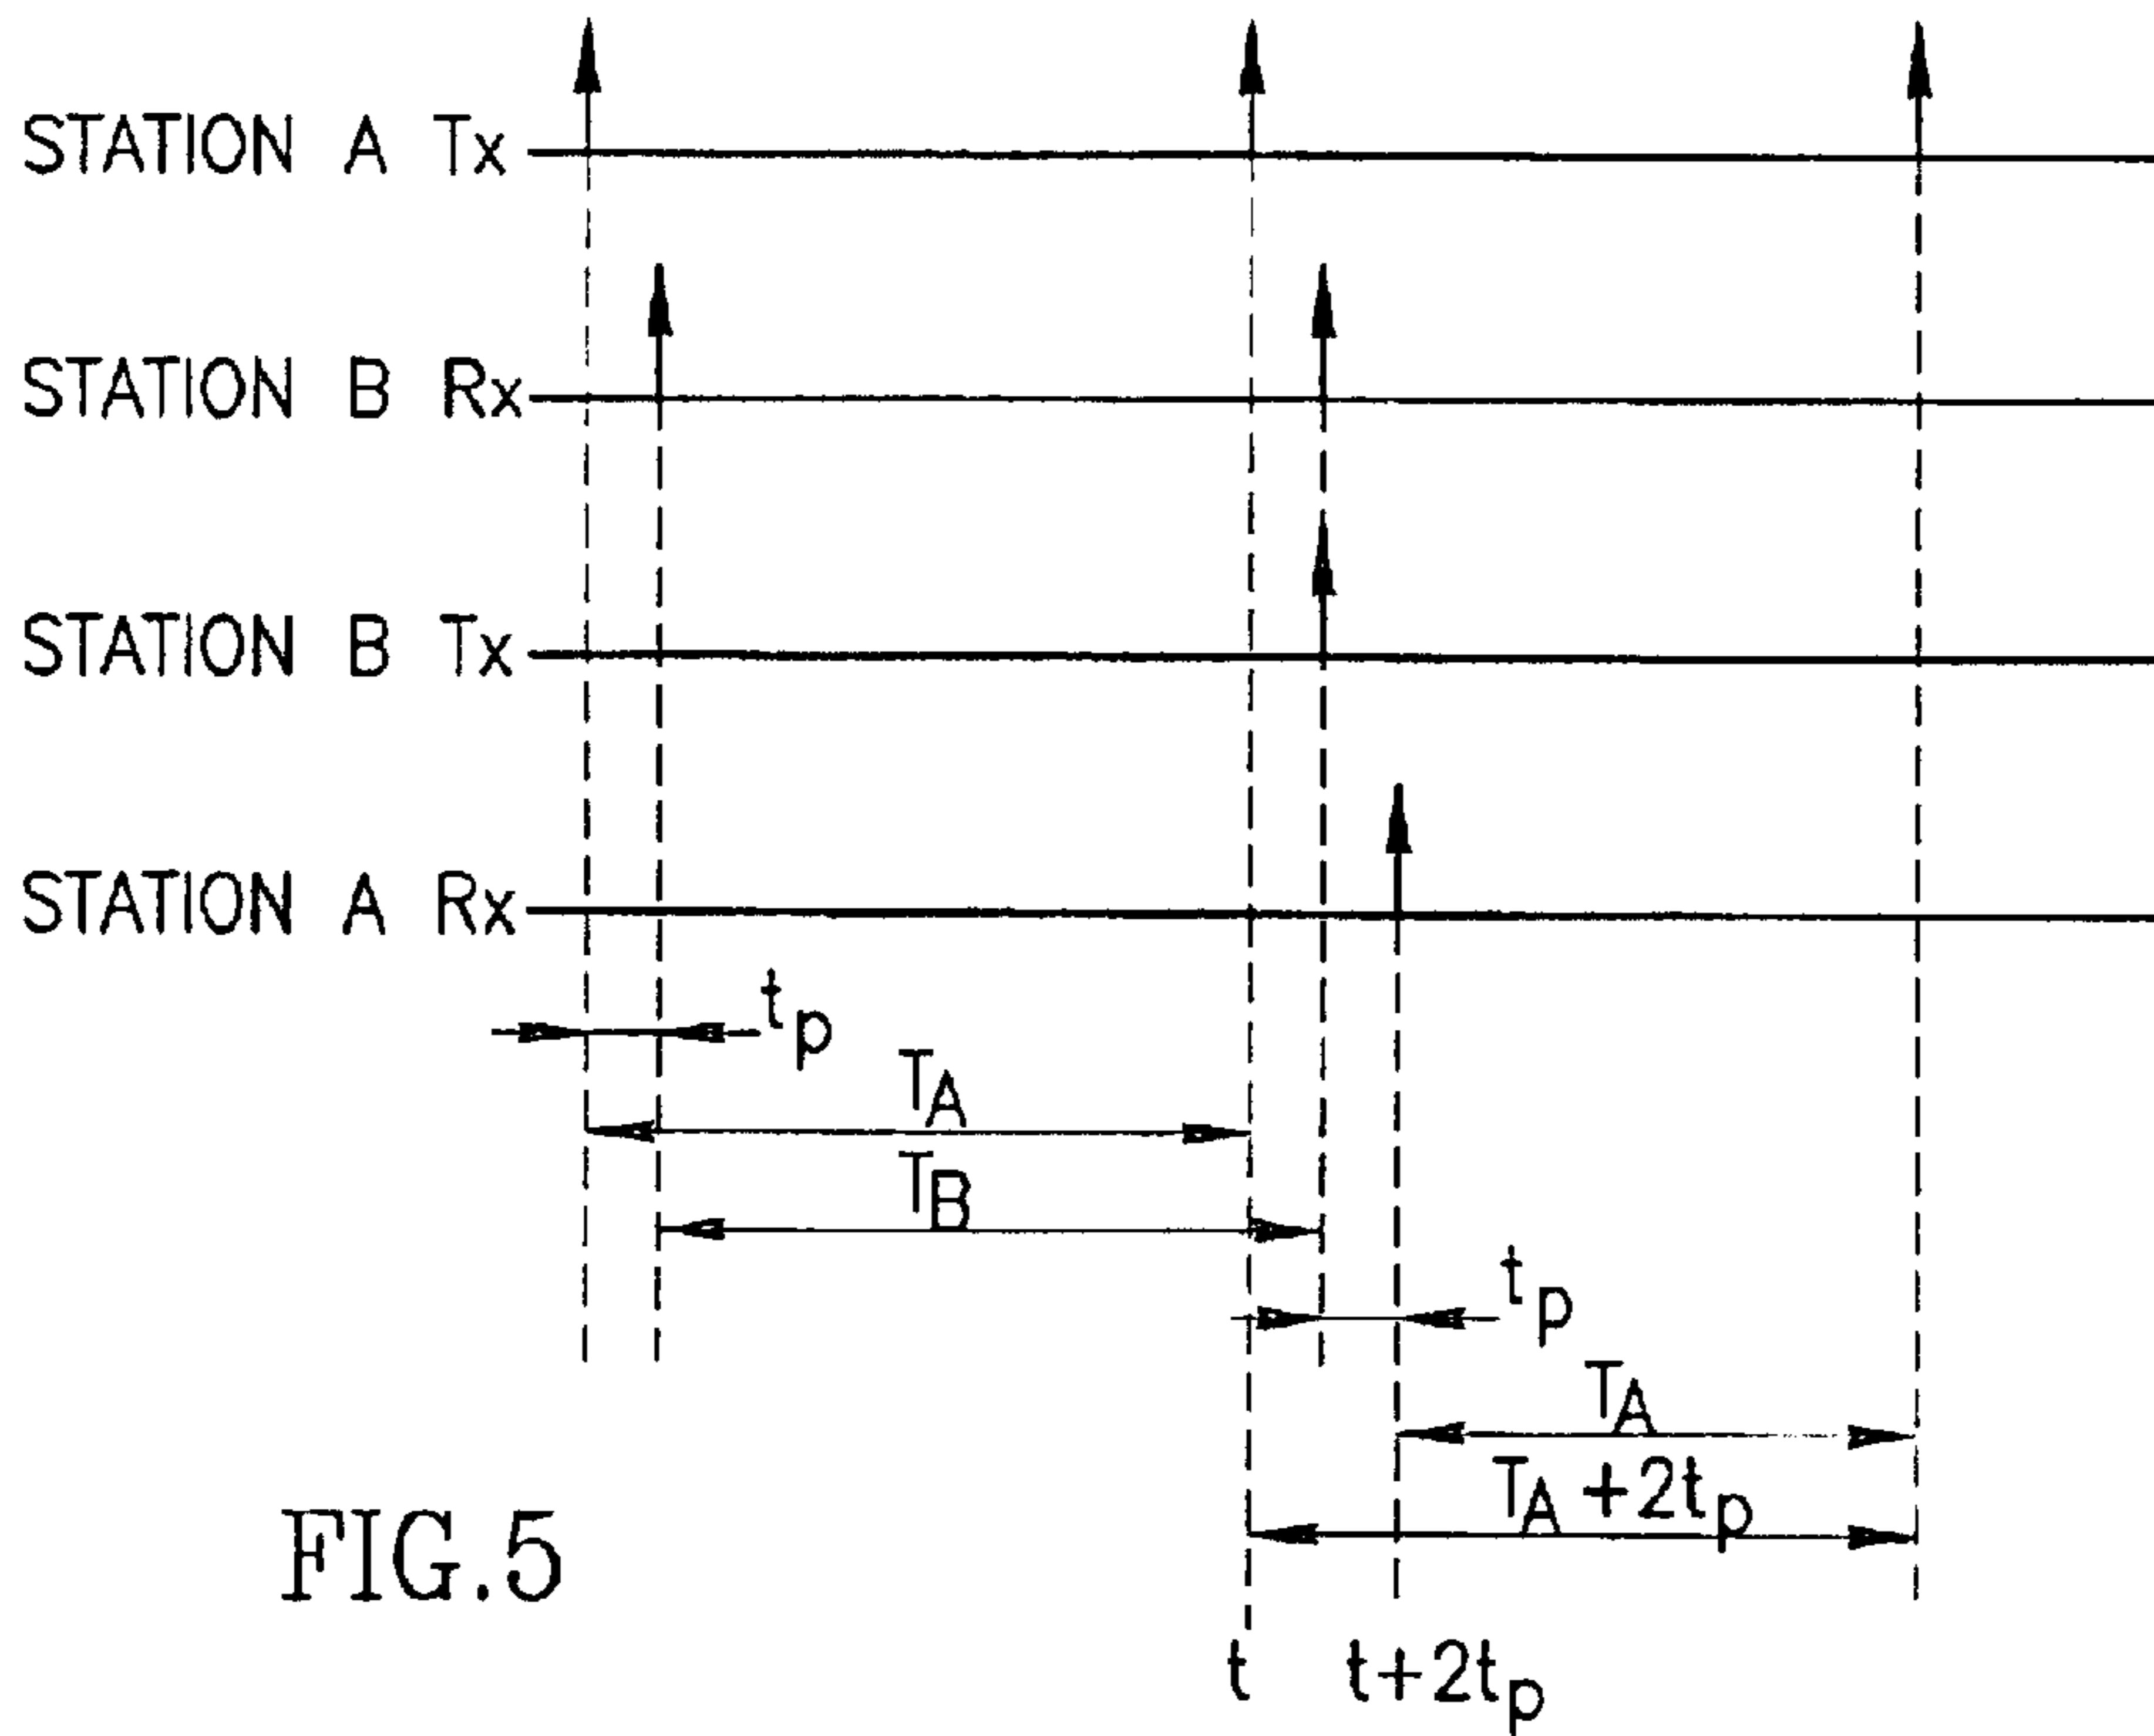 STATION A Tx
STATION B Rx
STATION B Tx
STATION A Rx
tp
TA
TB
tp
TA
TA+2tp
FIG.5
t t+2tp